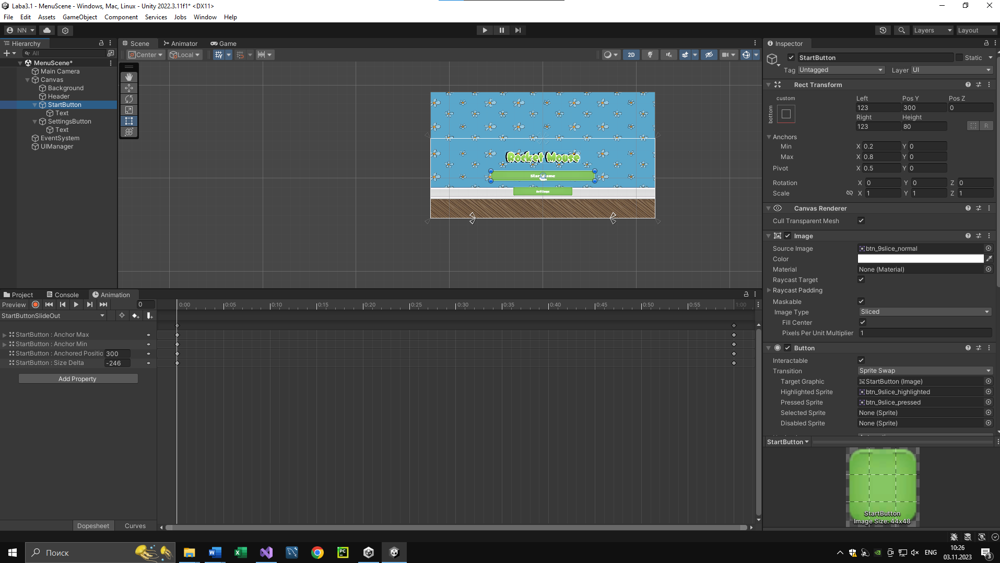 Laba3.1 - MenuScene - Windows, Mac, Linux - Unity 2022.3.11f1* <DX11>
File Edit Assets GameObject Component Services Jobs Window Help
NN Layers Layout
Hierarchy
All
MenuScene*
Main Camera
Canvas
Background
Header
StartButton
Text
SettingsButton
Text
EventSystem
UIManager
Scene Animator Game
Center Local 2D
Rocket Mouse
Settings
Project Console Animation
Preview 0
0:00 0:05 0:10 0:15 0:20 0:25 0:30 0:35 0:40 0:45 0:50 0:55 1:00
StartButtonSlideOut
StartButton : Anchor Max
StartButton : Anchor Min
StartButton : Anchored Positio 300
StartButton : Size Delta -246
Add Property
Dopesheet Curves
Inspector
StartButton Static
Tag Untagged Layer UI
Rect Transform
custom Left Pos Y Pos Z
bottom 123 300 0
Right Height
123 80 R
Anchors
Min X 0.2 Y 0
Max X 0.8 Y 0
Pivot X 0.5 Y 0
Rotation X 0 Y 0 Z 0
Scale X 1 Y 1 Z 1
Canvas Renderer
Cull Transparent Mesh
Image
Source Image btn_9slice_normal
Color
Material None (Material)
Raycast Target
Raycast Padding
Maskable
Image Type Sliced
Fill Center
Pixels Per Unit Multiplier 1
Button
Interactable
Transition Sprite Swap
Target Graphic StartButton (Image)
Highlighted Sprite btn_9slice_highlighted
Pressed Sprite btn_9slice_pressed
Selected Sprite None (Sprite)
Disabled Sprite None (Sprite)
StartButton
StartButton
Image Size: 44x48
Поиск
W X PC
ENG
10:26
03.11.2023
3